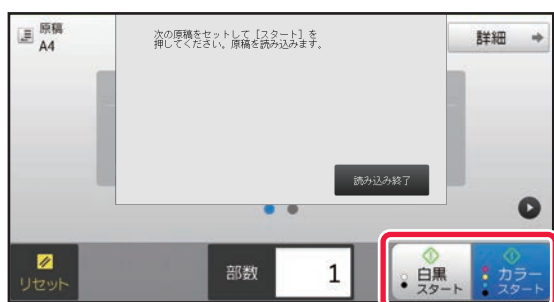 原稿
A4
次の原稿をセットして［スタート］を
押してください。原稿を読み込みます。
詳細
読み込み終了
リセット
部数
1
白黒
スタート
カラー
スタート